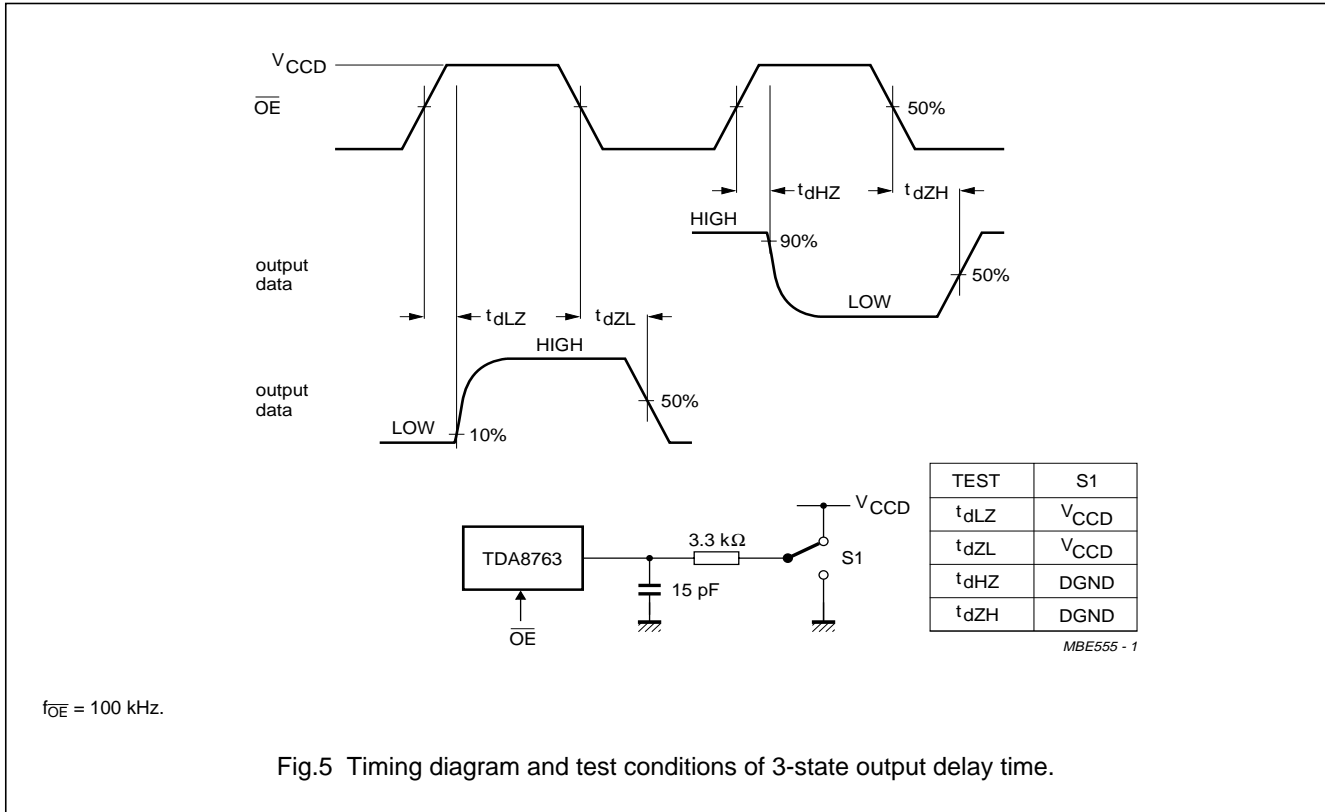 VCCD
OE
50%
tdHZ
tdZH
HIGH
90%
output
data
50%
LOW
tdLZ
tdZL
HIGH
output
data
50%
LOW
10%
TEST S1
tdLZ VCCD
tdZL VCCD
tdHZ DGND
tdZH DGND
VCCD
3.3 kΩ
TDA8763
S1
15 pF
OE
MBE555 - 1
fOE = 100 kHz.
Fig.5 Timing diagram and test conditions of 3-state output delay time.